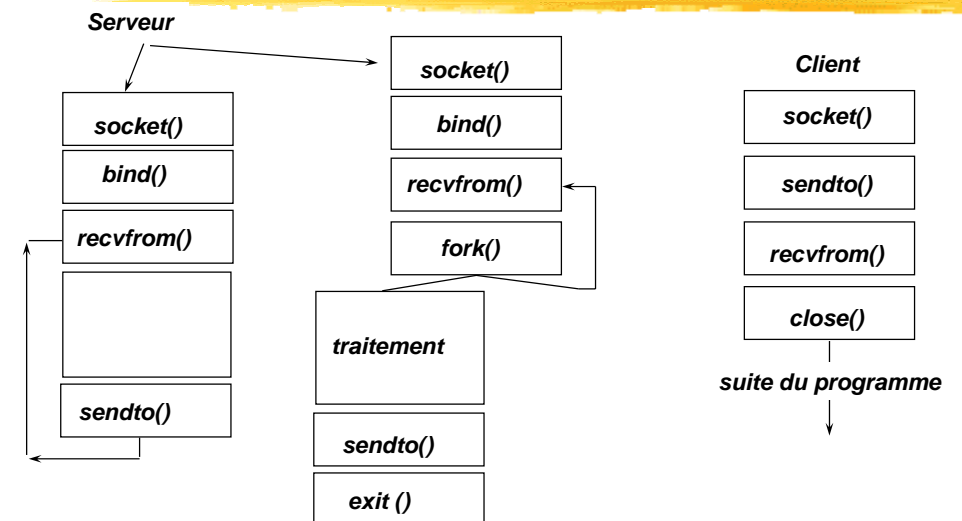 Serveur
socket()
bind()
recvfrom()
sendto()
socket()
bind()
recvfrom()
fork()
traitement
sendto()
exit ()
Client
socket()
sendto()
recvfrom()
close()
suite du programme